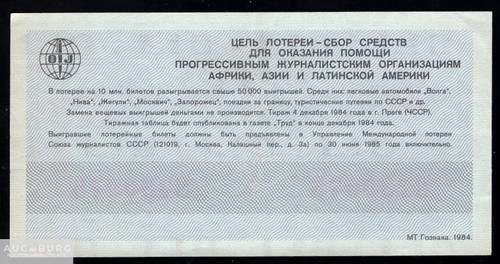 OIJ
ЦЕЛЬ ЛОТЕРЕИ – СБОР СРЕДСТВ
ДЛЯ ОКАЗАНИЯ ПОМОЩИ
ПРОГРЕССИВНЫМ ЖУРНАЛИСТСКИМ ОРГАНИЗАЦИЯМ
АФРИКИ, АЗИИ И ЛАТИНСКОЙ АМЕРИКИ
В лотерее на 10 млн. билетов разыгрывается свыше 50 000 выигрышей. Среди них: легковые автомобили „Волга",
„Нива", „Жигули", „Москвич", „Запорожец", поездки за границу, туристические путевки по СССР и др.
Замена вещевых выигрышей деньгами не производится. Тираж 4 декабря 1984 года в г. Праге (ЧССР).
Тиражная таблица будет опубликована в газете „Труд" в конце декабря 1984 года.
Выигравшие лотерейные билеты должны быть предъявлены в Управление Международной лотереи
Союза журналистов СССР (121019, г. Москва, Калашный пер., д. 3а) по 30 июня 1985 года включительно.
МТ Гознака. 1984.
AUCBURG